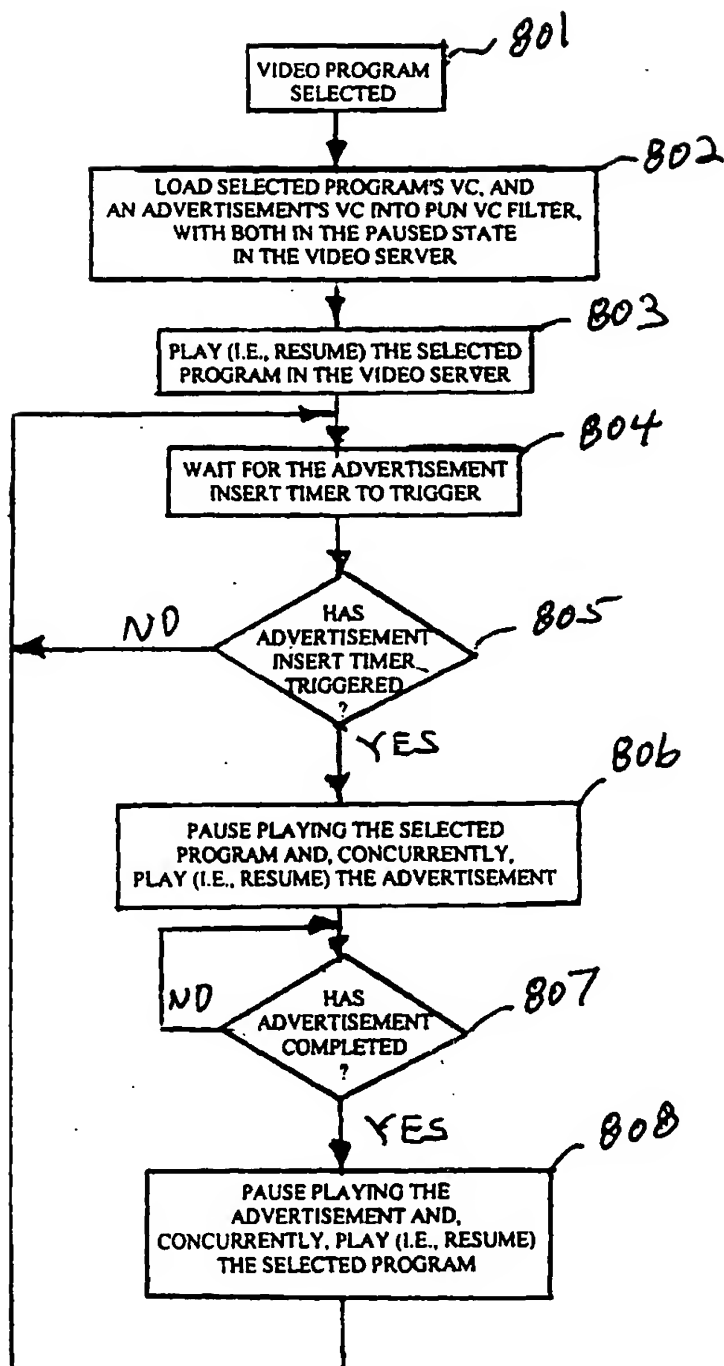 801
VIDEO PROGRAM
SELECTED
802
LOAD SELECTED PROGRAM'S VC, AND
AN ADVERTISEMENT'S VC INTO PUN VC FILTER,
WITH BOTH IN THE PAUSED STATE
IN THE VIDEO SERVER
803
PLAY (I.E., RESUME) THE SELECTED
PROGRAM IN THE VIDEO SERVER
804
WAIT FOR THE ADVERTISEMENT
INSERT TIMER TO TRIGGER
805
HAS
ADVERTISEMENT
INSERT TIMER
TRIGGERED
?
NO
YES
806
PAUSE PLAYING THE SELECTED
PROGRAM AND, CONCURRENTLY,
PLAY (I.E., RESUME) THE ADVERTISEMENT
807
HAS
ADVERTISEMENT
COMPLETED
?
NO
YES
808
PAUSE PLAYING THE
ADVERTISEMENT AND,
CONCURRENTLY, PLAY (I.E., RESUME)
THE SELECTED PROGRAM